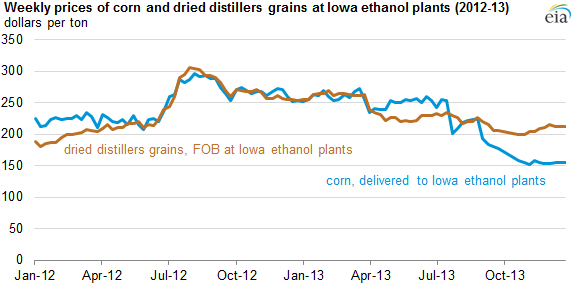 Weekly prices of corn and dried distillers grains at Iowa ethanol plants (2012-13)
dollars per ton
eia
350
300
250
200
150
100
50
0
dried distillers grains, FOB at Iowa ethanol plants
corn, delivered to Iowa ethanol plants
Jan-12 Apr-12 Jul-12 Oct-12 Jan-13 Apr-13 Jul-13 Oct-13